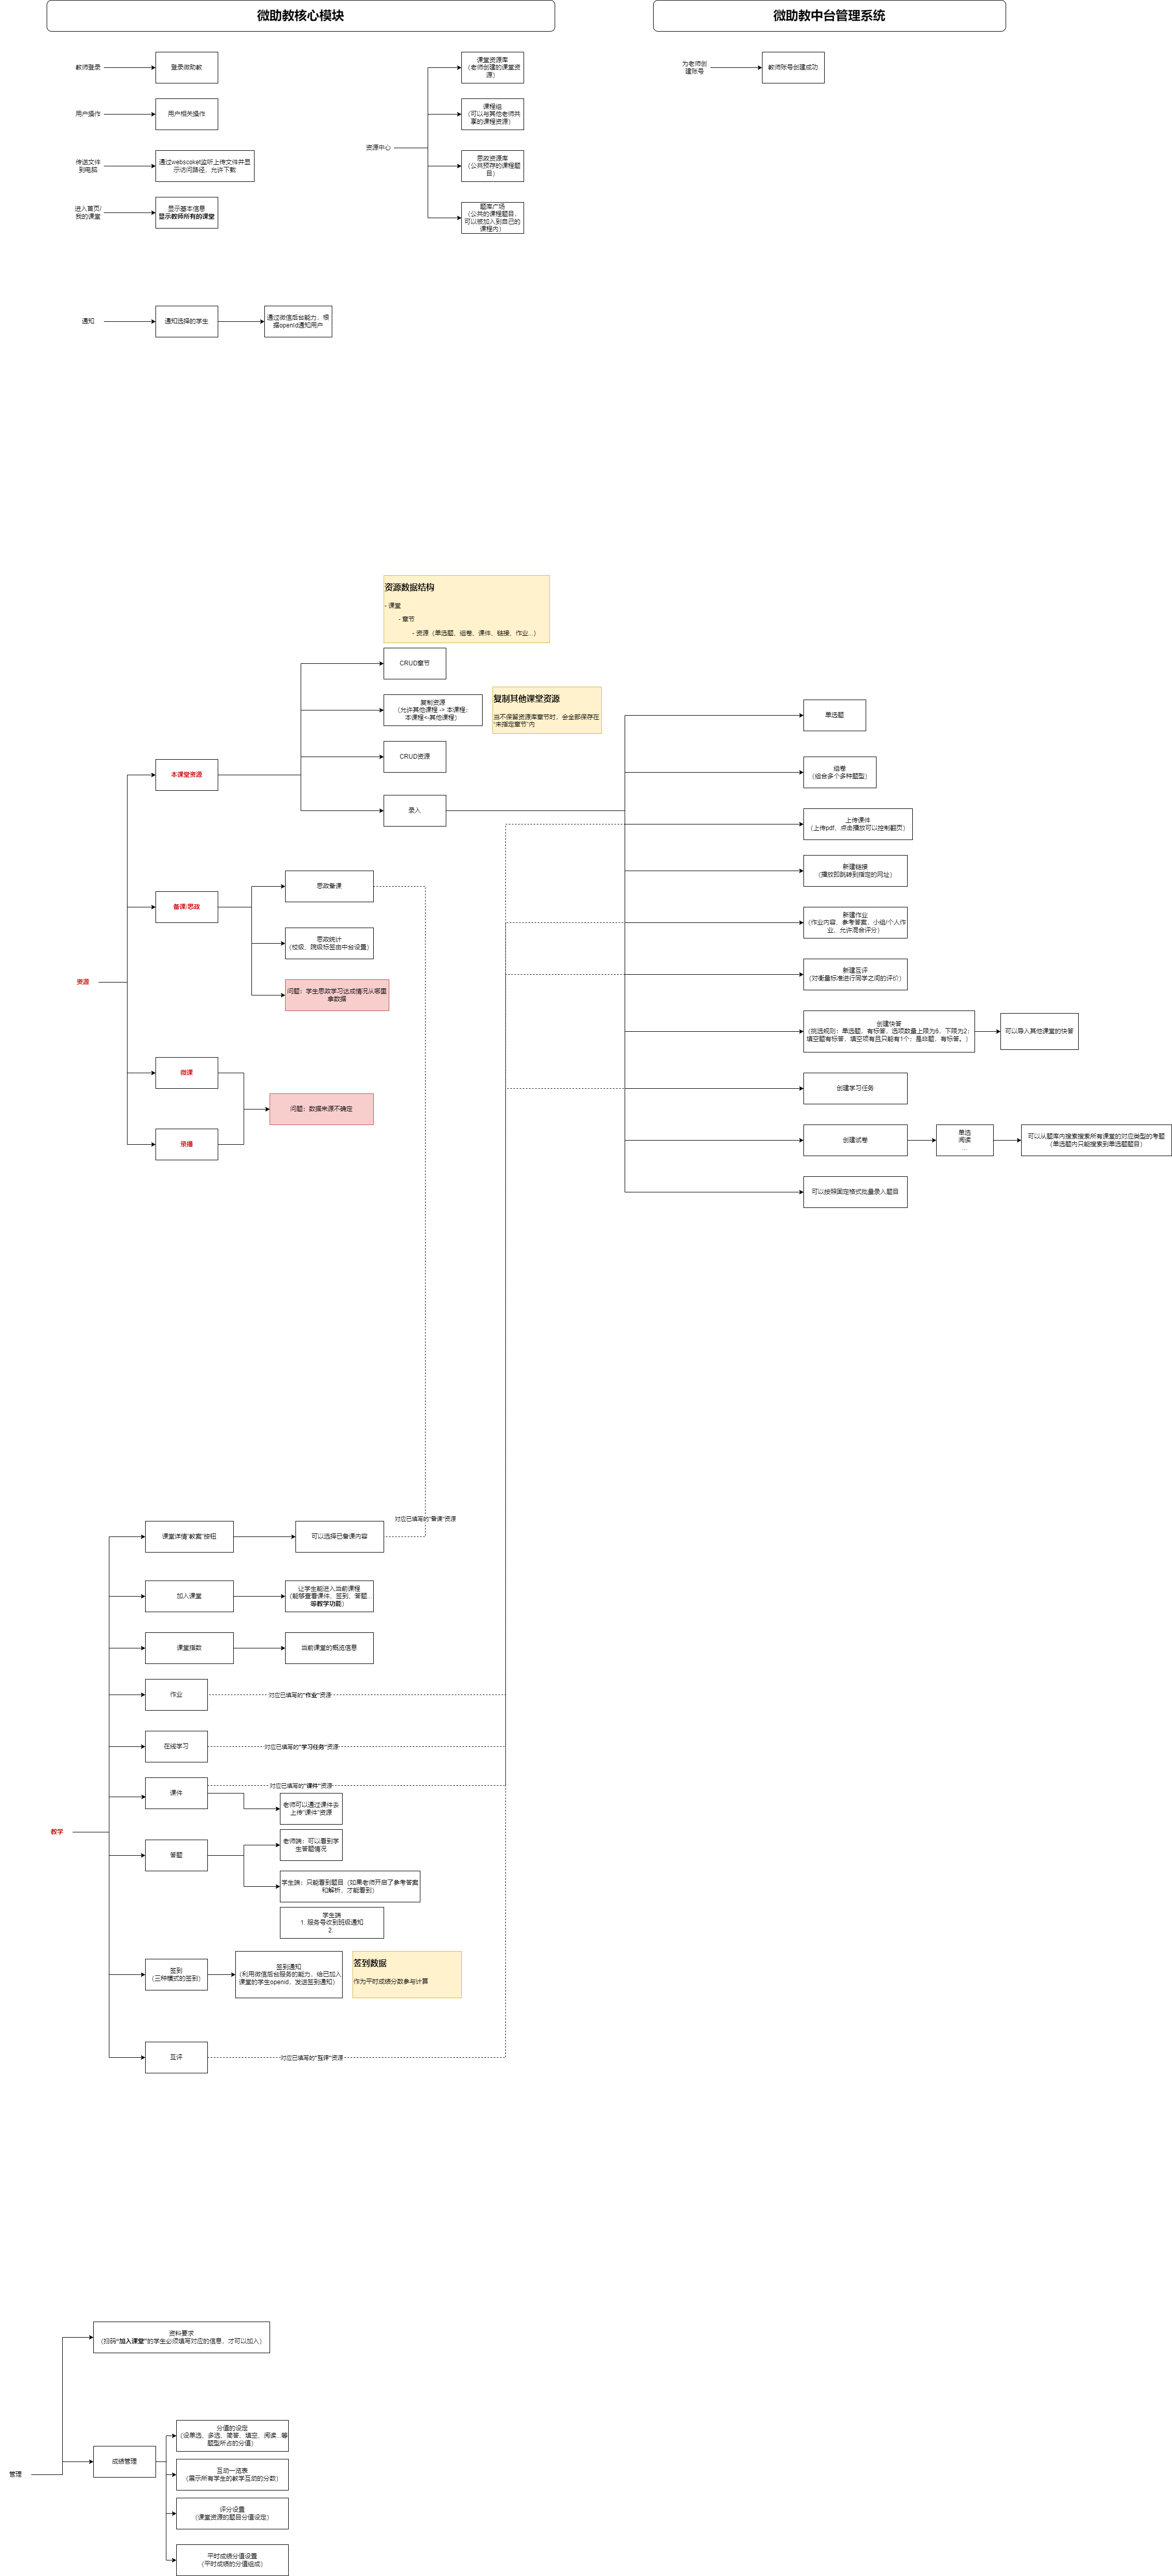 微助教核心模块
微助教中台管理系统
教师登录
登录微助教
用户操作
用户相关操作
传送文件
到电脑
通过webscoket监听上传文件并显
示访问路径，允许下载
进入首页/
我的课堂
显示基本信息
显示教师所有的课堂
资源中心
课堂资源库
（老师创建的课堂资
源）
课程组
（可以与其他老师共
享的课程资源）
思政资源库
（公共预存的课程题
目）
题库广场
（公共的课程题目，
可以被加入到自己的
课程内）
为老师创
建账号
教师账号创建成功
通知
通知选择的学生
通过微信后台能力，根
据openId通知用户
资源数据结构
- 课堂
- 章节
- 资源（单选题、组卷、课件、链接、作业...）
CRUD章节
复制资源
（允许其他课程 -> 本课程；
本课程<-其他课程）
复制其他课堂资源
当不保留资源库章节时，会全部保存在
"未指定章节"内
CRUD资源
本课堂资源
录入
单选题
组卷
（组合多个多种题型）
上传课件
（上传pdf，点击播放可以控制翻页）
新建链接
（播放即跳转到指定的网址）
新建作业
（作业内容、参考答案、小组/个人作
业、允许混合评分）
新建互评
（对衡量标准进行同学之间的评价）
创建快答
（挑选规则：单选题，有标答，选项数量上限为6，下限为2；
填空题有标答，填空项有且只能有1个；是非题，有标答。）
可以导入其他课堂的快答
创建学习任务
创建试卷
单选
阅读
...
可以从题库内搜索搜索所有课堂的对应类型的考题
（单选题内只能搜索到单选题题目）
可以按照固定格式批量录入题目
备课/思政
思政备课
思政统计
（校级、院级标签由中台设置）
问题：学生思政学习达成情况从哪里
拿数据
资源
微课
问题：数据来源不确定
录播
对应已填写的"备课"资源
课堂详情"教案"按钮
可以选择已备课内容
加入课堂
让学生能进入当前课程
（能够查看课件、签到、答题...
等教学功能）
课堂指数
当前课堂的概览信息
作业
对应已填写的"作业"资源
在线学习
对应已填写的"学习任务"资源
课件
对应已填写的"课件"资源
老师可以通过课件去
上传"课件"资源
教学
答题
老师端：可以看到学
生答题情况
学生端：只能看到题目（如果老师开启了参考答案
和解析，才能看到）
学生端
1. 服务号收到班级通知
2.
签到
（三种模式的签到）
签到通知
（利用微信后台服务的能力，给已加入
课堂的学生openid，发送签到通知）
签到数据
作为平时成绩分数参与计算
互评
对应已填写的"互评"资源
资料要求
（扫码"加入课堂"的学生必须填写对应的信息，才可以加入）
管理
成绩管理
分值的设定
（设单选、多选、简答、填空、阅读...等
题型所占的分值）
互动一览表
（展示所有学生的教学互动的分数）
评分设置
（课堂资源的题目分值设定）
平时成绩分值设置
（平时成绩的分值组成）